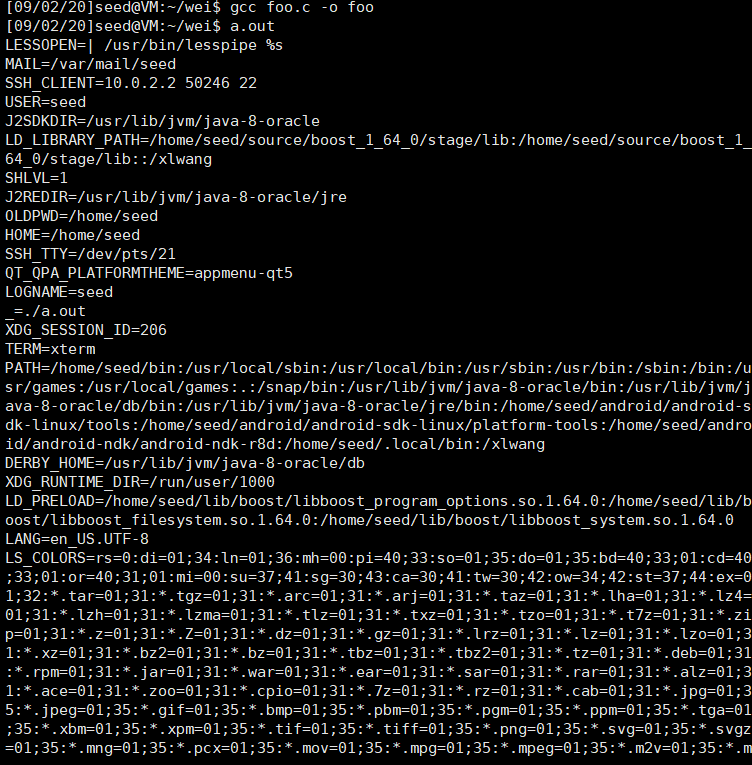 [09/02/20]seed@VM:~/wei$ gcc foo.c -o foo
[09/02/20]seed@VM:~/wei$ a.out
LESSOPEN=| /usr/bin/lesspipe %s
MAIL=/var/mail/seed
SSH_CLIENT=10.0.2.2 50246 22
USER=seed
J2SDKDIR=/usr/lib/jvm/java-8-oracle
LD_LIBRARY_PATH=/home/seed/source/boost_1_64_0/stage/lib:/home/seed/source/boost_1_
64_0/stage/lib::/xlwang
SHLVL=1
J2REDIR=/usr/lib/jvm/java-8-oracle/jre
OLDPWD=/home/seed
HOME=/home/seed
SSH_TTY=/dev/pts/21
QT_QPA_PLATFORMTHEME=appmenu-qt5
LOGNAME=seed
_=./a.out
XDG_SESSION_ID=206
TERM=xterm
PATH=/home/seed/bin:/usr/local/sbin:/usr/local/bin:/usr/sbin:/usr/bin:/sbin:/bin:/u
sr/games:/usr/local/games:.:/snap/bin:/usr/lib/jvm/java-8-oracle/bin:/usr/lib/jvm/j
ava-8-oracle/db/bin:/usr/lib/jvm/java-8-oracle/jre/bin:/home/seed/android/android-s
dk-linux/tools:/home/seed/android/android-sdk-linux/platform-tools:/home/seed/andro
id/android-ndk/android-ndk-r8d:/home/seed/.local/bin:/xlwang
DERBY_HOME=/usr/lib/jvm/java-8-oracle/db
XDG_RUNTIME_DIR=/run/user/1000
LD_PRELOAD=/home/seed/lib/boost/libboost_program_options.so.1.64.0:/home/seed/lib/b
oost/libboost_filesystem.so.1.64.0:/home/seed/lib/boost/libboost_system.so.1.64.0
LANG=en_US.UTF-8
LS_COLORS=rs=0:di=01;34:ln=01;36:mh=00:pi=40;33:so=01;35:do=01;35:bd=40;33;01:cd=40
;33;01:or=40;31;01:mi=00:su=37;41:sg=30;43:ca=30;41:tw=30;42:ow=34;42:st=37;44:ex=0
1;32:*.tar=01;31:*.tgz=01;31:*.arc=01;31:*.arj=01;31:*.taz=01;31:*.lha=01;31:*.lz4=
01;31:*.lzh=01;31:*.lzma=01;31:*.tlz=01;31:*.txz=01;31:*.tzo=01;31:*.t7z=01;31:*.zi
p=01;31:*.z=01;31:*.Z=01;31:*.dz=01;31:*.gz=01;31:*.lrz=01;31:*.lz=01;31:*.lzo=01;3
1:*.xz=01;31:*.bz2=01;31:*.bz=01;31:*.tbz=01;31:*.tbz2=01;31:*.tz=01;31:*.deb=01;31
:*.rpm=01;31:*.jar=01;31:*.war=01;31:*.ear=01;31:*.sar=01;31:*.rar=01;31:*.alz=01;3
1:*.ace=01;31:*.zoo=01;31:*.cpio=01;31:*.7z=01;31:*.rz=01;31:*.cab=01;31:*.jpg=01;3
5:*.jpeg=01;35:*.gif=01;35:*.bmp=01;35:*.pbm=01;35:*.pgm=01;35:*.ppm=01;35:*.tga=01
;35:*.xbm=01;35:*.xpm=01;35:*.tif=01;35:*.tiff=01;35:*.png=01;35:*.svg=01;35:*.svgz
=01;35:*.mng=01;35:*.pcx=01;35:*.mov=01;35:*.mpg=01;35:*.mpeg=01;35:*.m2v=01;35:*.m